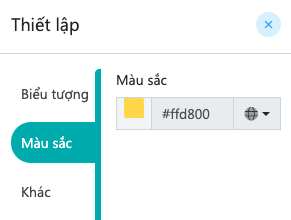 Thiết lập
Biểu tượng
Màu sắc
Khác
Màu sắc
#ffd800